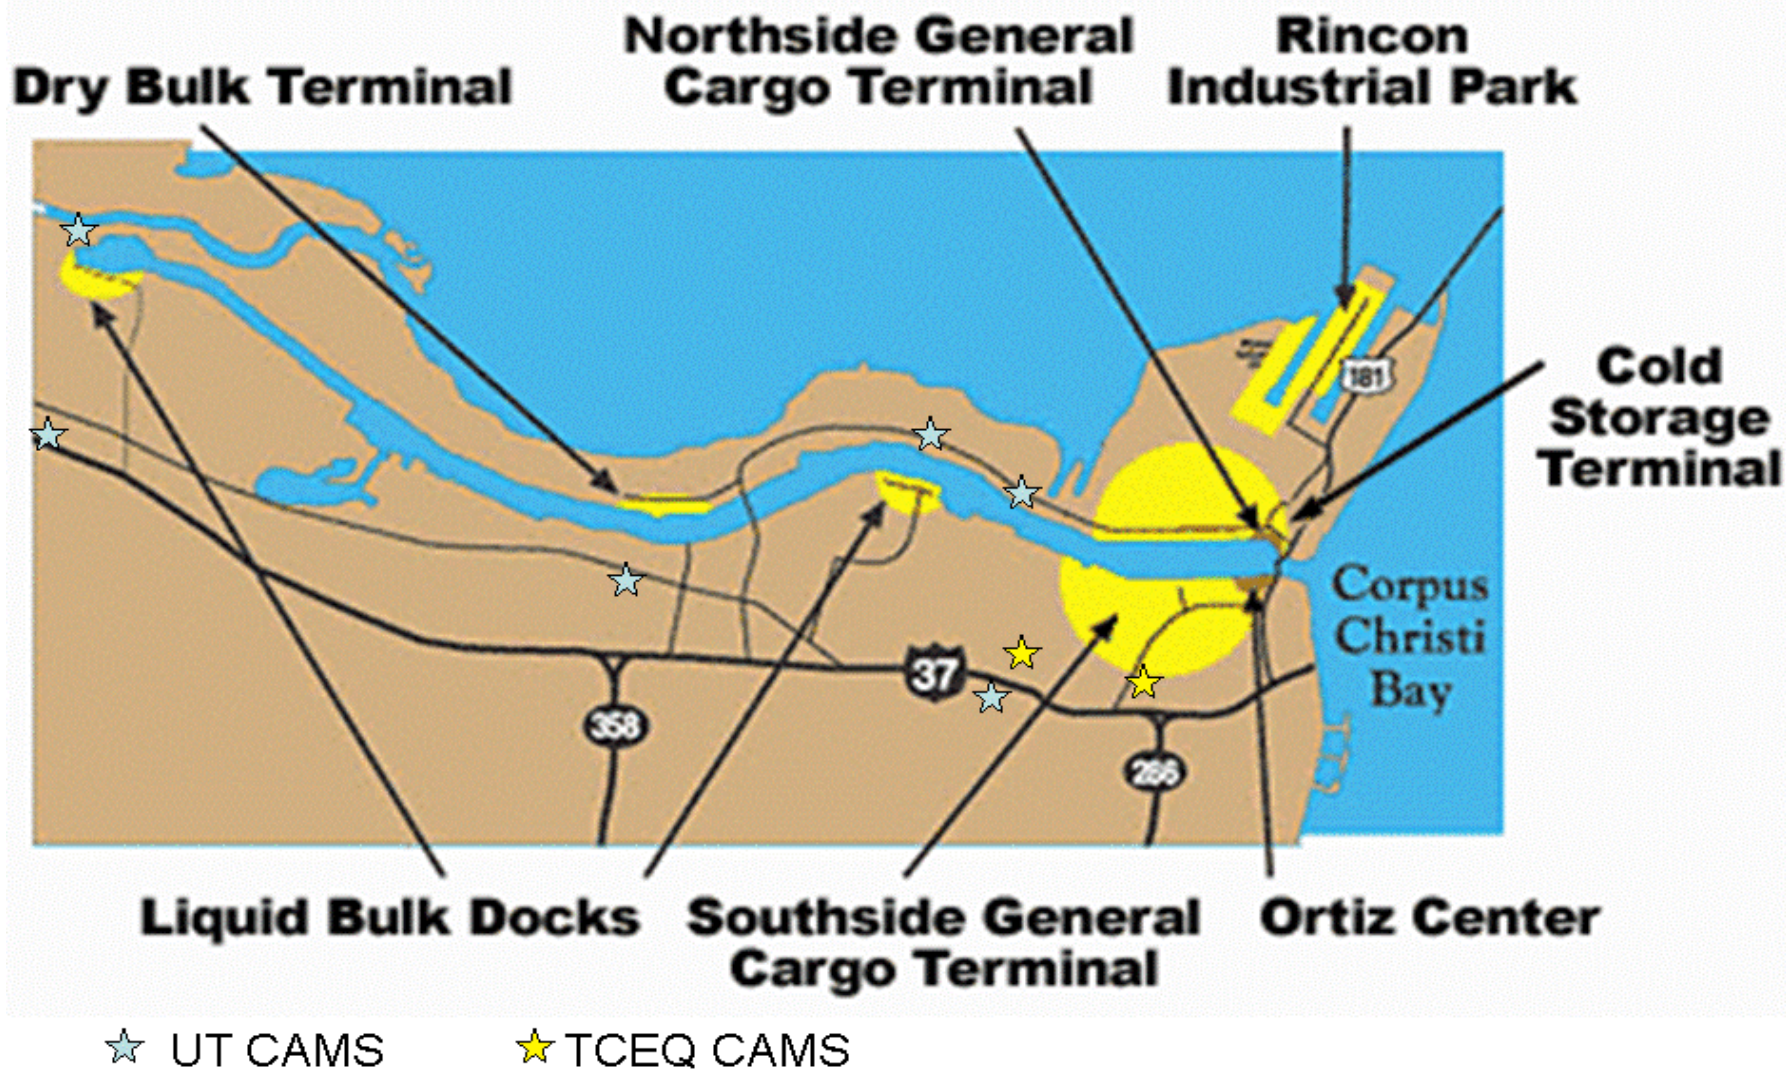 Northside General
Cargo Terminal
Rincon
Industrial Park
Dry Bulk Terminal
181
Cold
Storage
Terminal
Corpus
Christi
Bay
37
358
286
Liquid Bulk Docks
Southside General
Cargo Terminal
Ortiz Center
UT CAMS
TCEQ CAMS